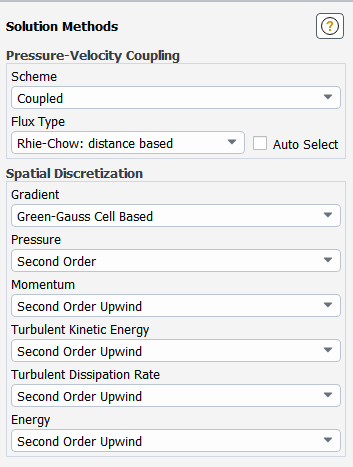 Solution Methods
?
Pressure-Velocity Coupling
Scheme
Coupled
Flux Type
Rhie-Chow: distance based
Auto Select
Spatial Discretization
Gradient
Green-Gauss Cell Based
Pressure
Second Order
Momentum
Second Order Upwind
Turbulent Kinetic Energy
Second Order Upwind
Turbulent Dissipation Rate
Second Order Upwind
Energy
Second Order Upwind